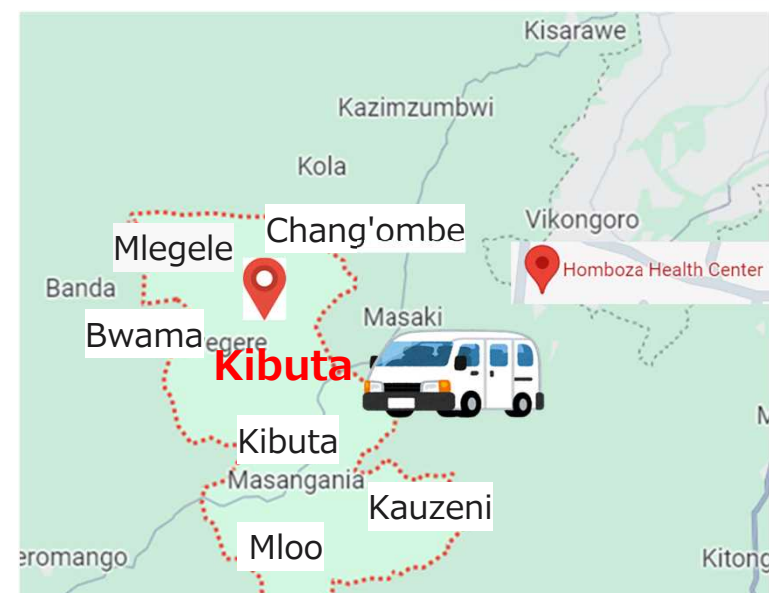 Kisarawe
Kazimzumbwi
Kola
Vikongoro
Chang'ombe
Mlegele
Homboza Health Center
Banda
Masaki
Bwama
egere
Kibuta
Kibuta
Masangania
Kauzeni
Mloo
eromango
Kitong
M